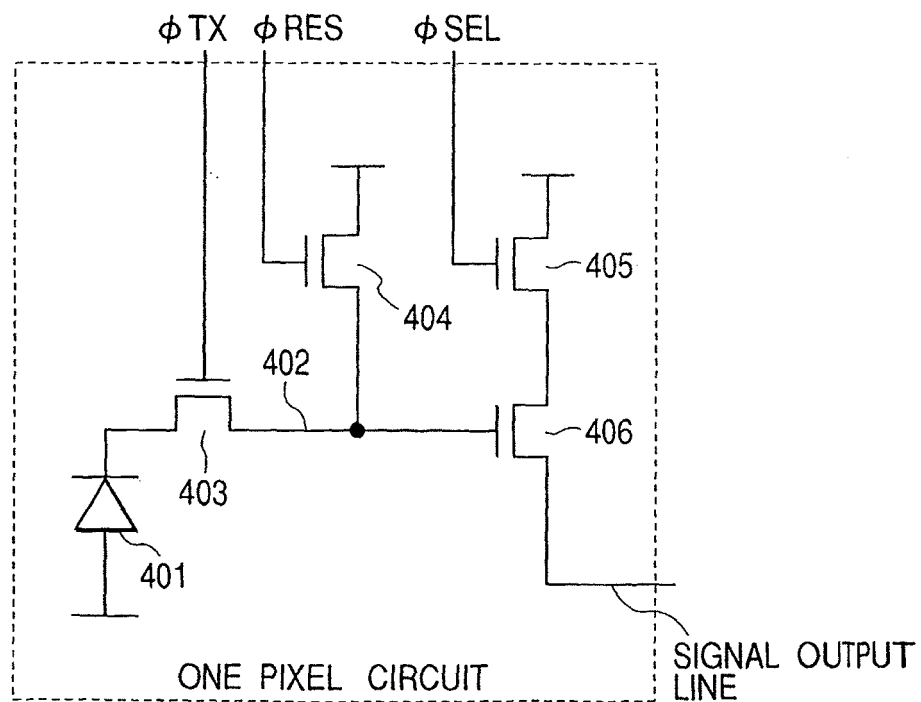 ϕTX ϕRES ϕSEL
405
404
402
406
403
401
SIGNAL OUTPUT
LINE
ONE PIXEL CIRCUIT